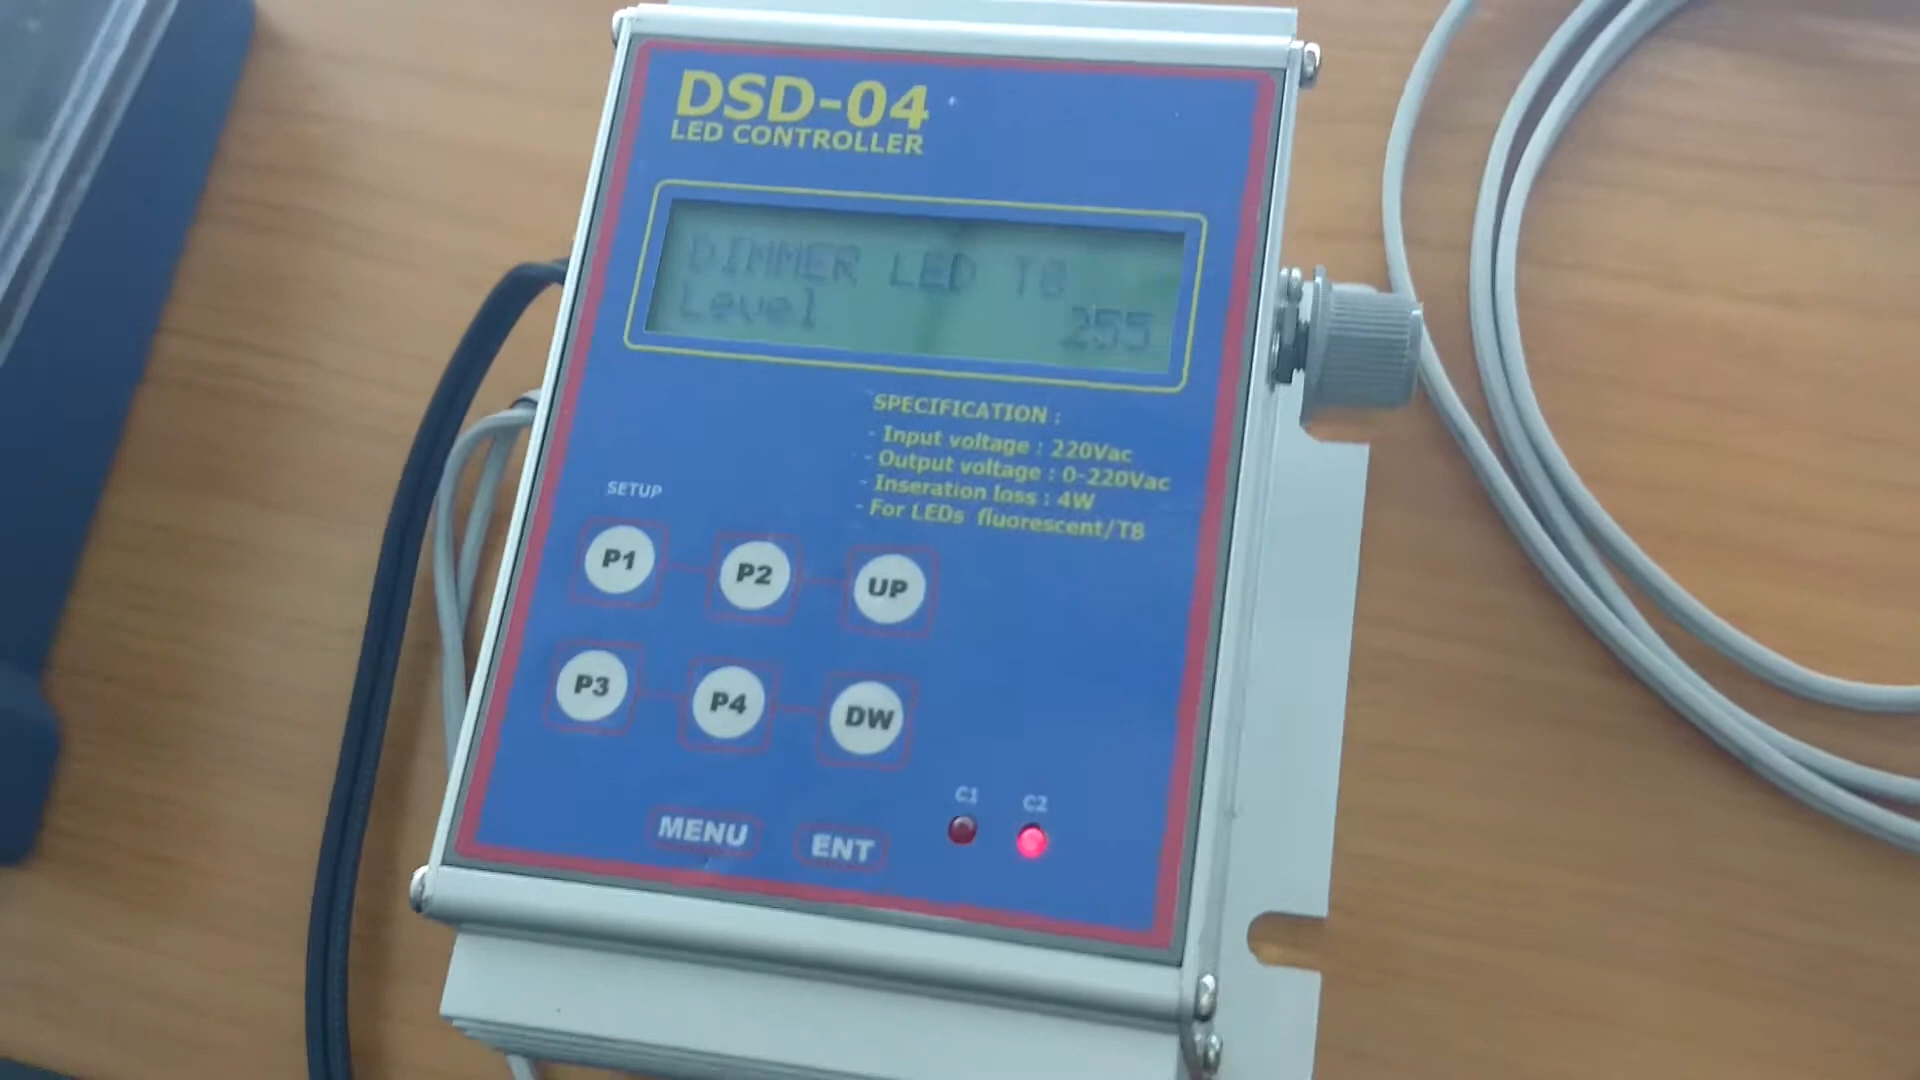 DSD-04
LED CONTROLLER
DIMMER LED T8
Level 255
SPECIFICATION :
- Input voltage : 220Vac
- Output voltage : 0-220Vac
- Inseration loss : 4W
- For LEDs fluorescent/T8
SETUP
P1 P2 UP
P3 P4 DW
C1 C2
MENU ENT